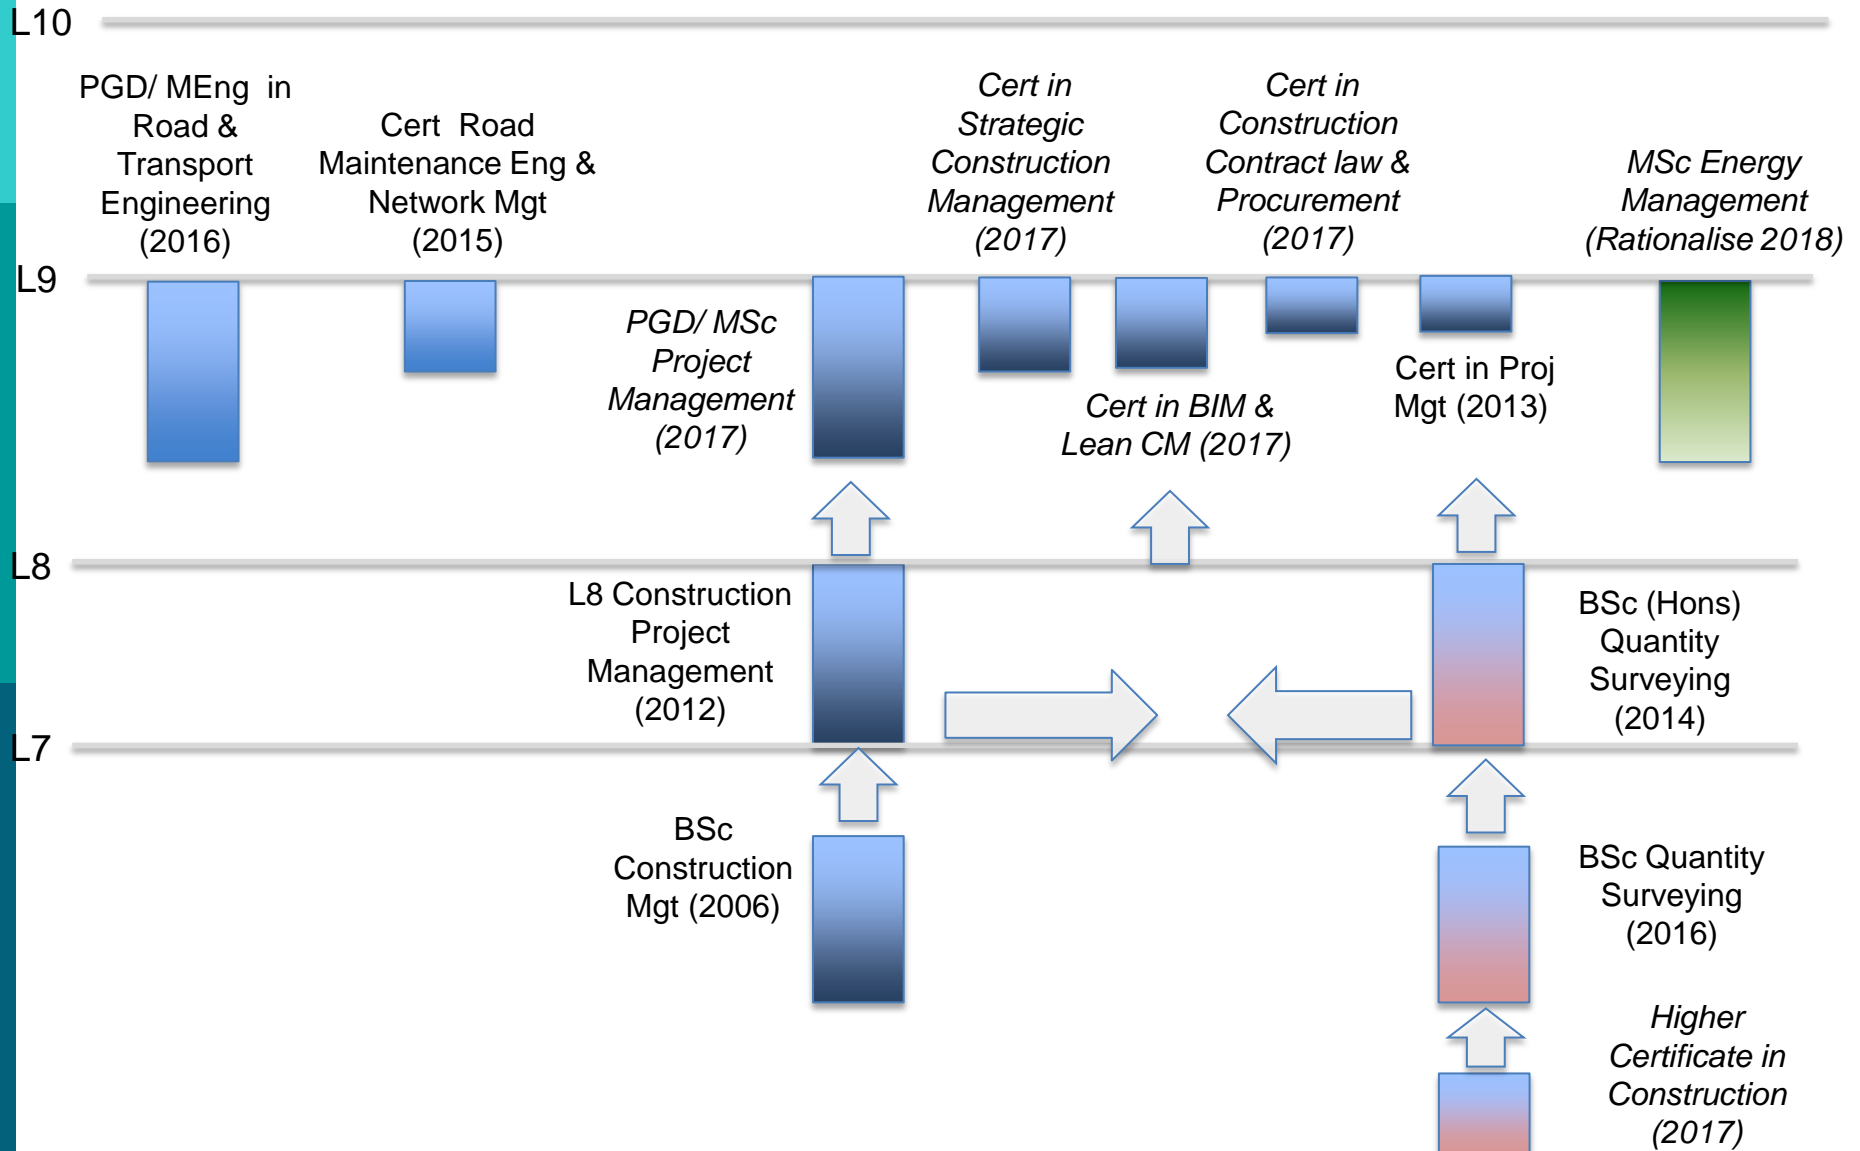 L10
PGD/ MEng in
Road &
Transport
Engineering
(2016)
Cert Road
Maintenance Eng &
Network Mgt
(2015)
Cert in
Strategic
Construction
Management
(2017)
Cert in
Construction
Contract law &
Procurement
(2017)
MSc Energy
Management
(Rationalise 2018)
L9
PGD/ MSc
Project
Management
(2017)
Cert in BIM &
Lean CM (2017)
Cert in Proj
Mgt (2013)
L8
L8 Construction
Project
Management
(2012)
BSc (Hons)
Quantity
Surveying
(2014)
L7
BSc
Construction
Mgt (2006)
BSc Quantity
Surveying
(2016)
Higher
Certificate in
Construction
(2017)